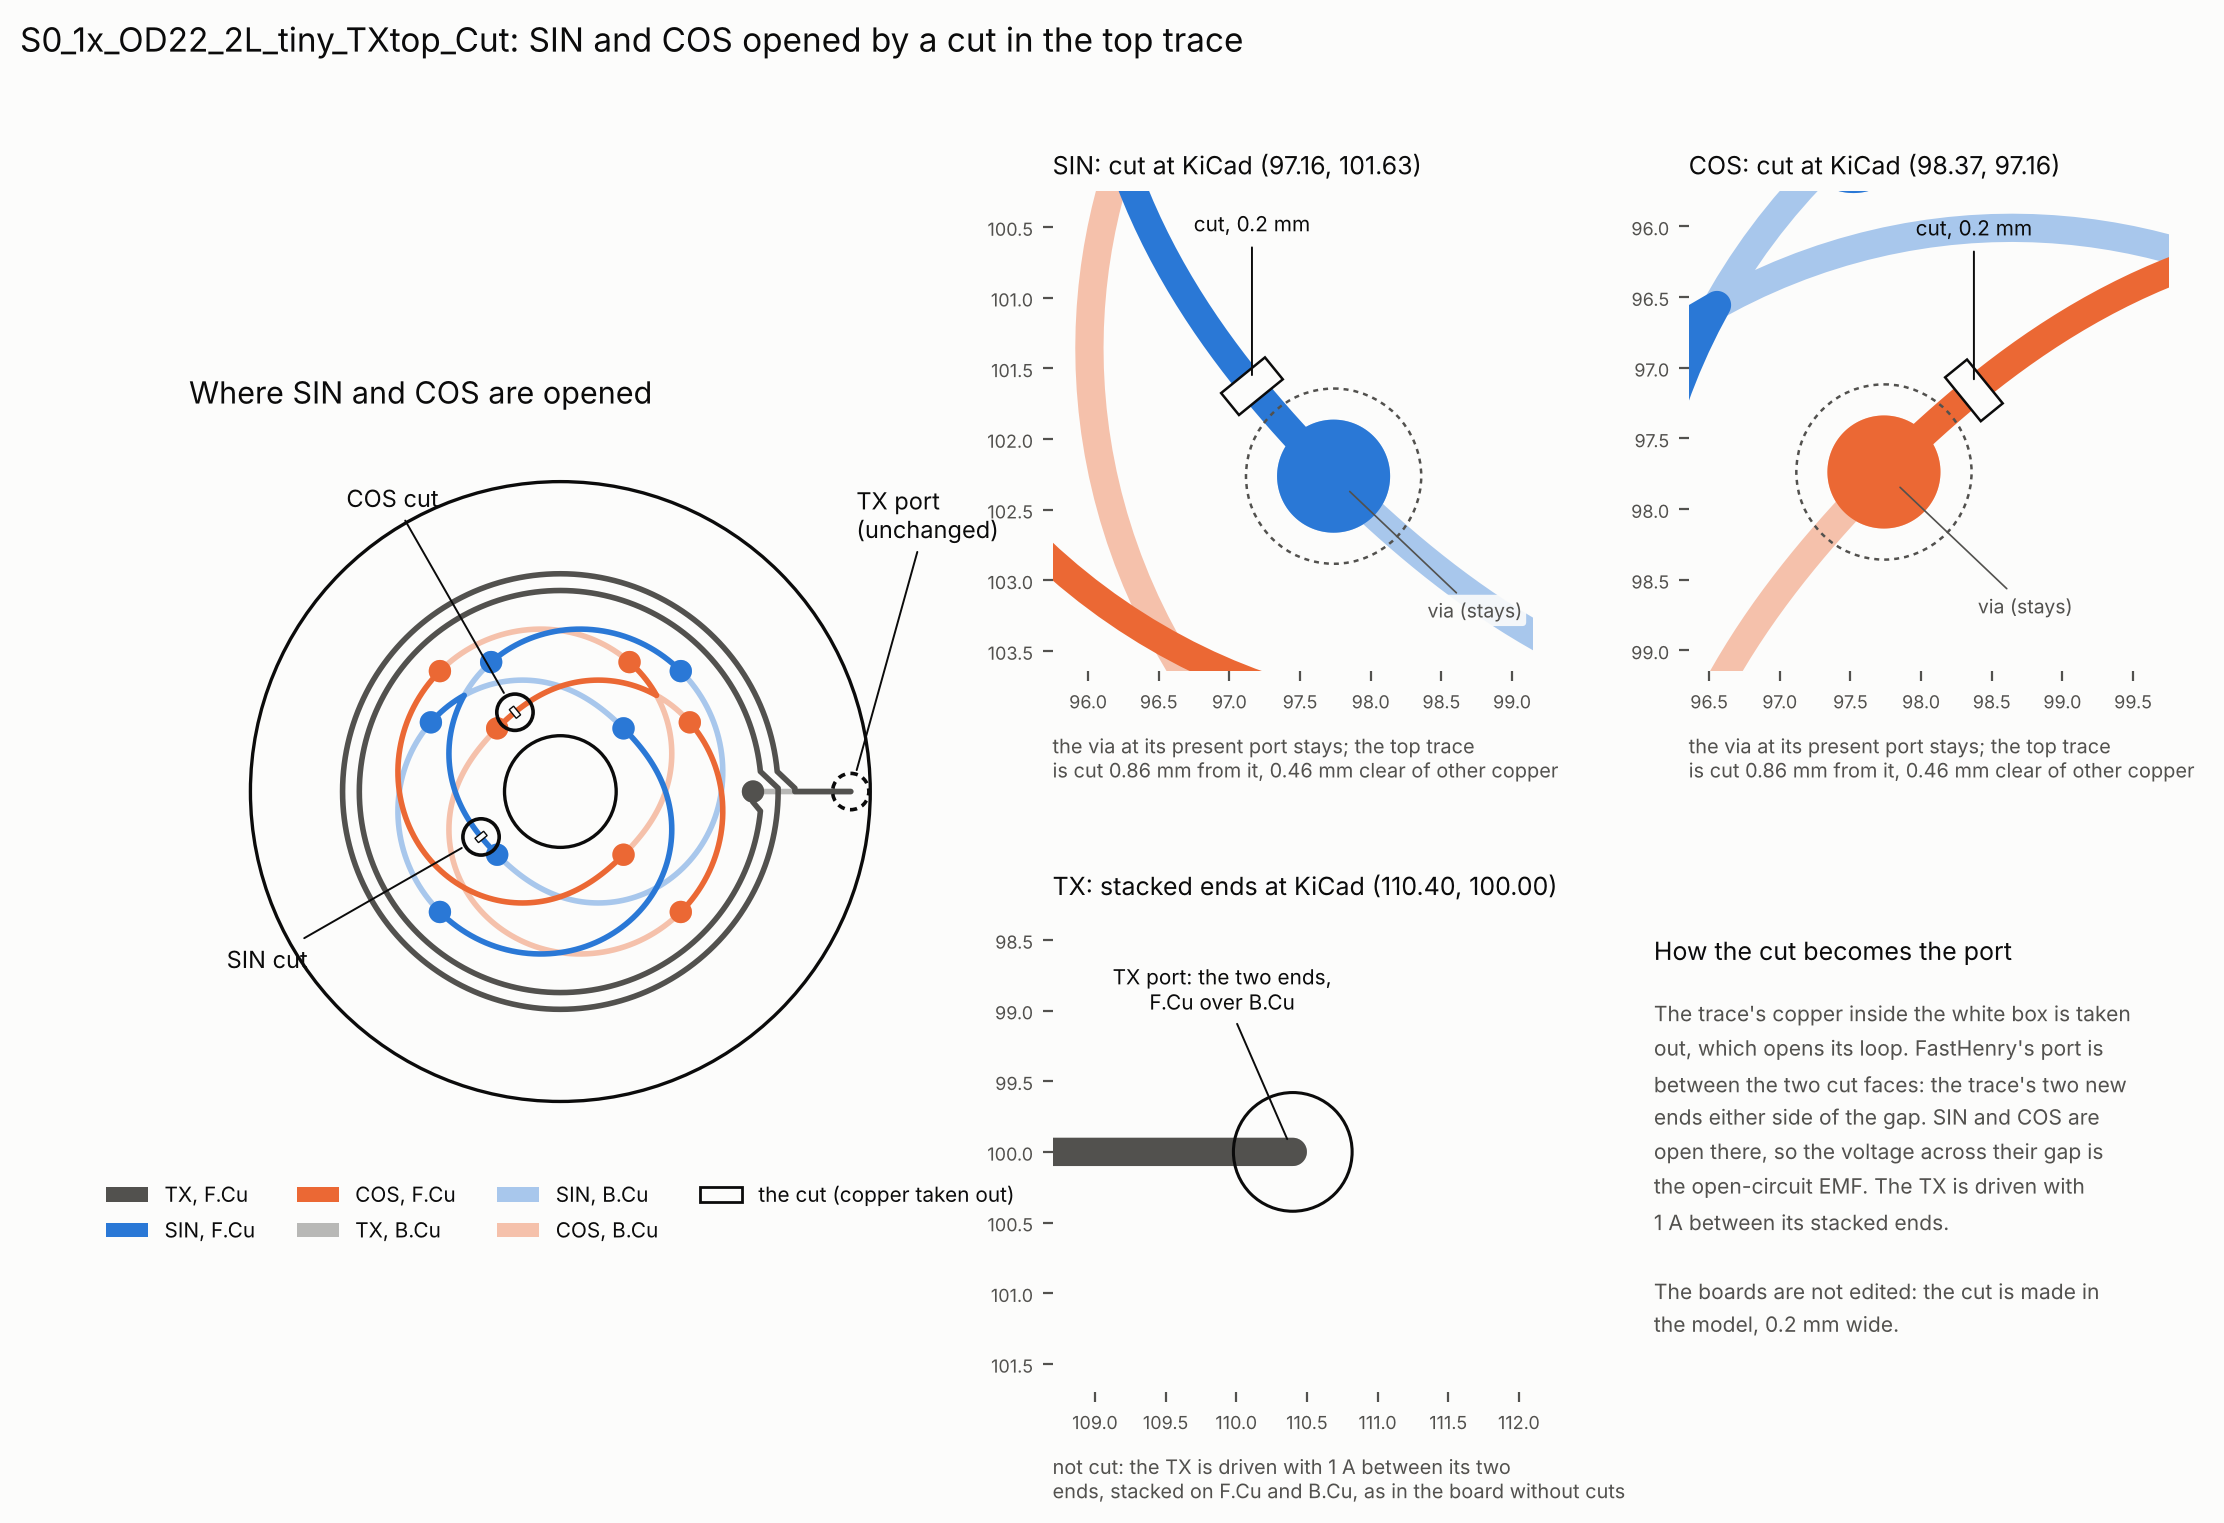 S0_1x_OD22_2L_tiny_TXtop_Cut: SIN and COS opened by a cut in the top trace
Where SIN and COS are opened
COS cut
TX port
(unchanged)
SIN cut
TX, F.Cu
COS, F.Cu
SIN, B.Cu
the cut (copper taken out)
SIN, F.Cu
TX, B.Cu
COS, B.Cu
SIN: cut at KiCad (97.16, 101.63)
cut, 0.2 mm
via (stays)
100.5
101.0
101.5
102.0
102.5
103.0
103.5
96.0 96.5 97.0 97.5 98.0 98.5 99.0
the via at its present port stays; the top trace
is cut 0.86 mm from it, 0.46 mm clear of other copper
COS: cut at KiCad (98.37, 97.16)
cut, 0.2 mm
via (stays)
96.0
96.5
97.0
97.5
98.0
98.5
99.0
96.5 97.0 97.5 98.0 98.5 99.0 99.5
the via at its present port stays; the top trace
is cut 0.86 mm from it, 0.46 mm clear of other copper
TX: stacked ends at KiCad (110.40, 100.00)
TX port: the two ends,
F.Cu over B.Cu
98.5
99.0
99.5
100.0
100.5
101.0
101.5
109.0 109.5 110.0 110.5 111.0 111.5 112.0
not cut: the TX is driven with 1 A between its two
ends, stacked on F.Cu and B.Cu, as in the board without cuts
How the cut becomes the port
The trace's copper inside the white box is taken
out, which opens its loop. FastHenry's port is
between the two cut faces: the trace's two new
ends either side of the gap. SIN and COS are
open there, so the voltage across their gap is
the open-circuit EMF. The TX is driven with
1 A between its stacked ends.
The boards are not edited: the cut is made in
the model, 0.2 mm wide.